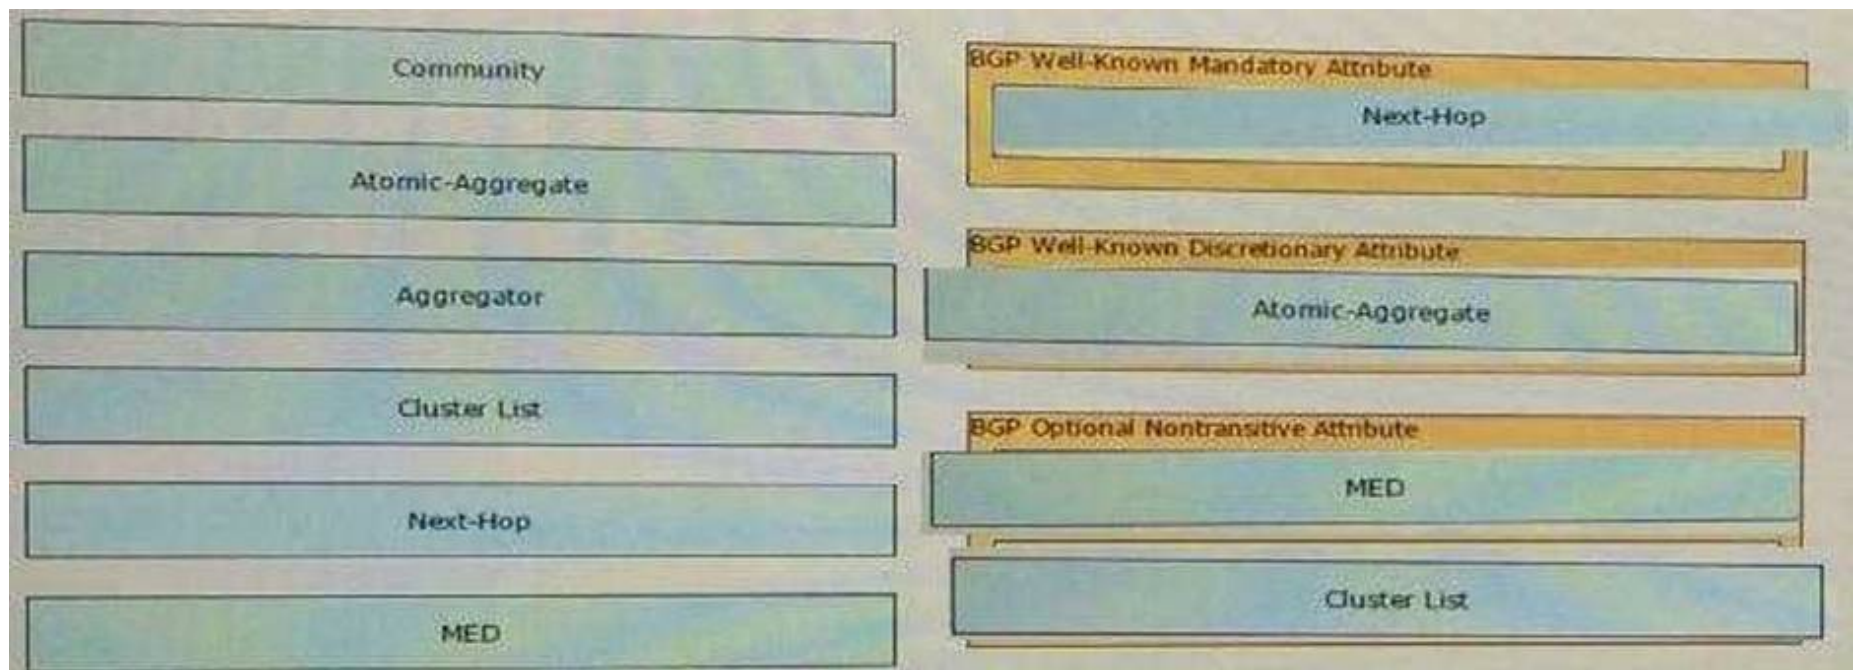 Community
Atomic-Aggregate
Aggregator
Cluster List
Next-Hop
MED
BGP Well-Known Mandatory Attribute
Next-Hop
BGP Well-Known Discretionary Attribute
Atomic-Aggregate
BGP Optional Nontransitive Attribute
MED
Cluster List